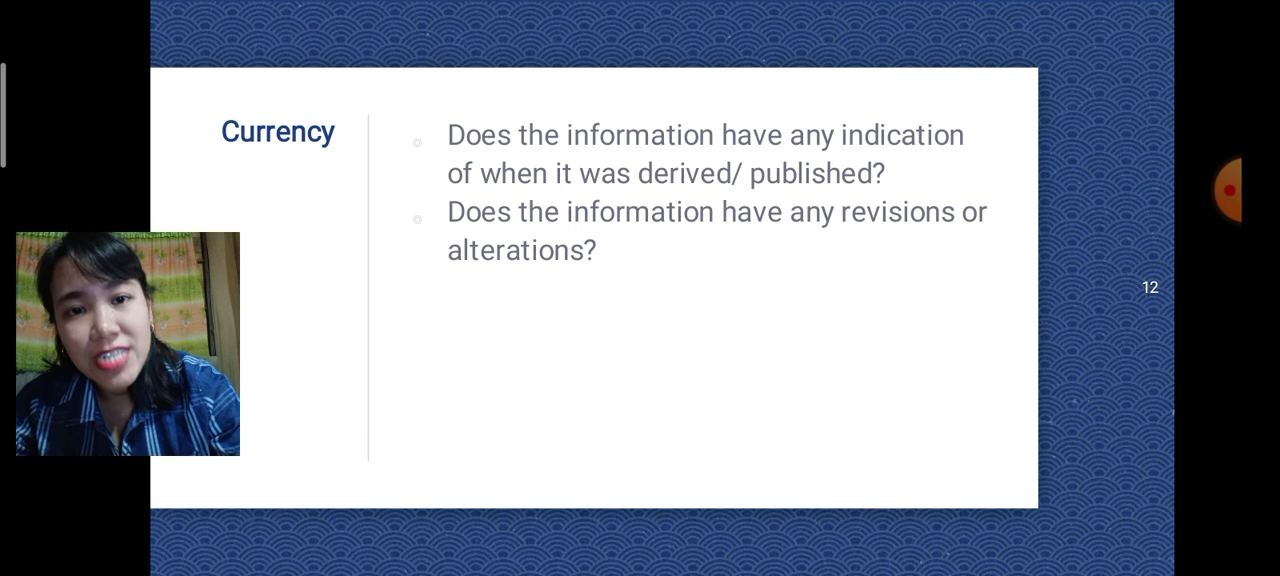 Currency
Does the information have any indication
of when it was derived/ published?
Does the information have any revisions or
alterations?
12